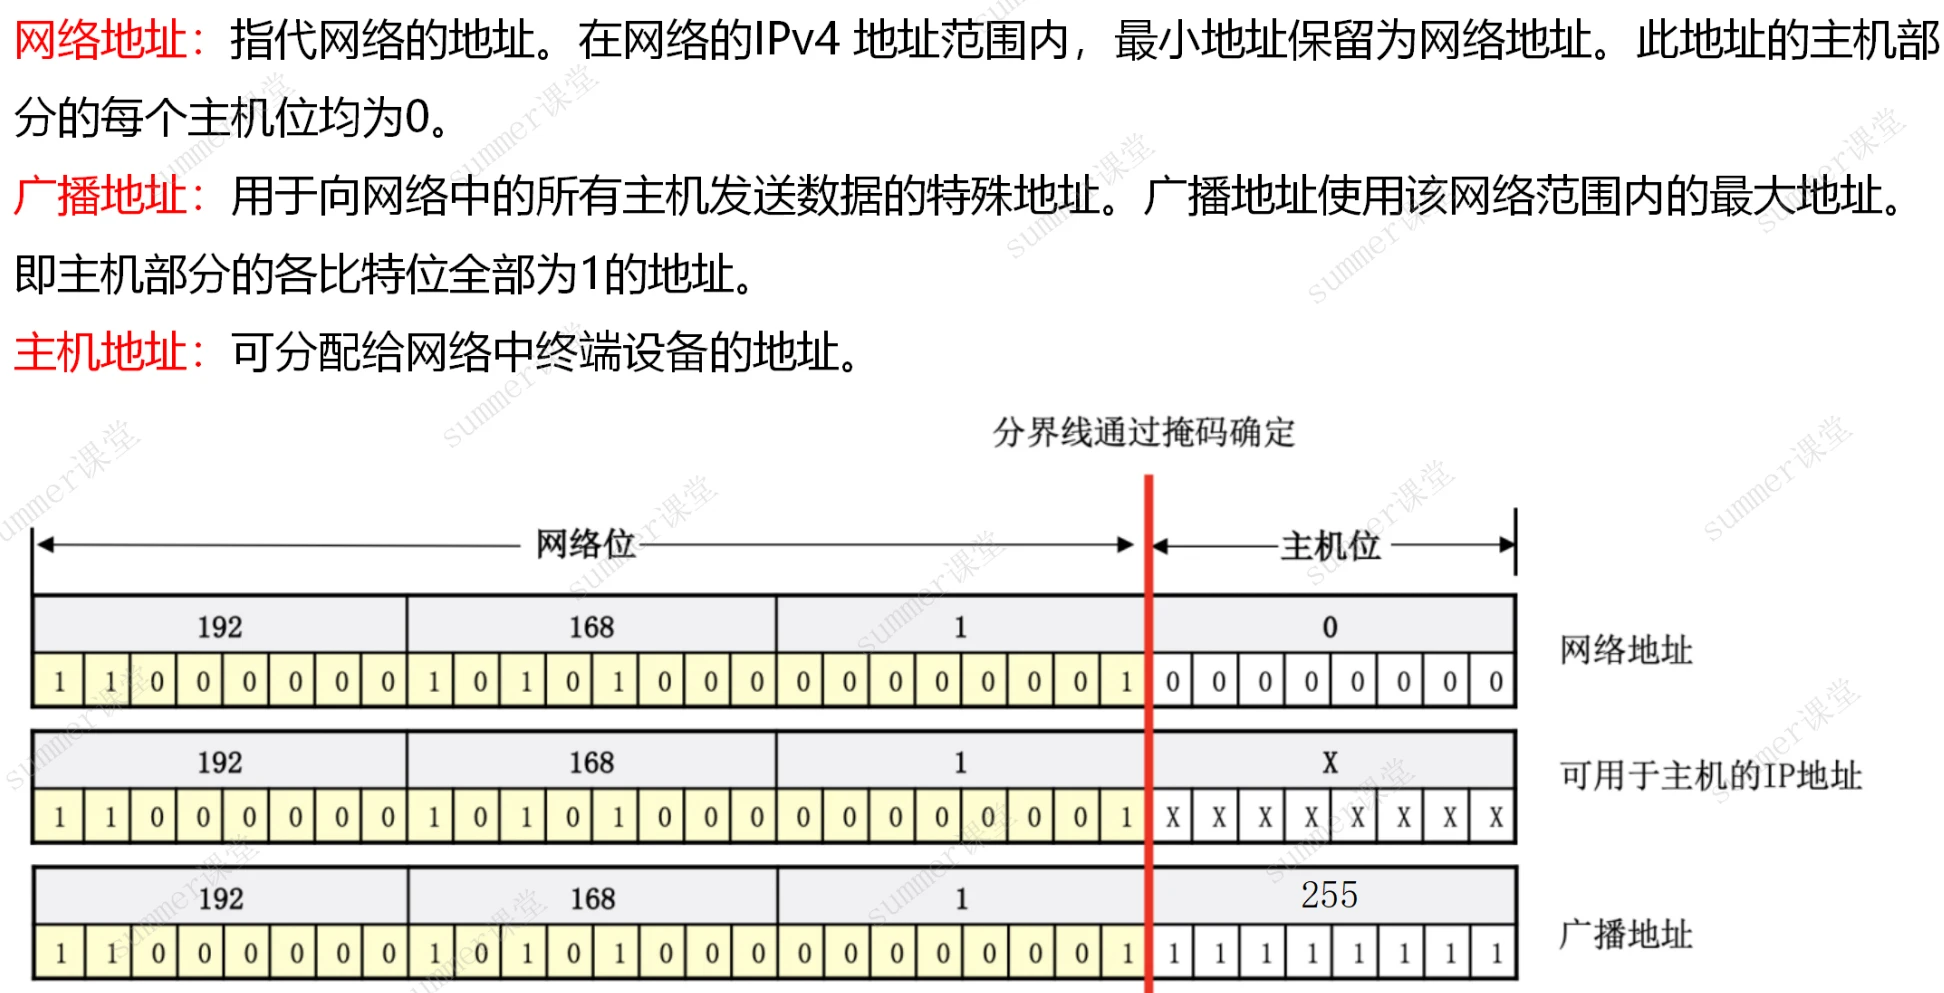 网络地址：指代网络的地址。在网络的IPv4 地址范围内，最小地址保留为网络地址。此地址的主机部
分的每个主机位均为0。
广播地址：用于向网络中的所有主机发送数据的特殊地址。广播地址使用该网络范围内的最大地址。
即主机部分的各比特位全部为1的地址。
主机地址：可分配给网络中终端设备的地址。
分界线通过掩码确定
网络位 主机位
192 168 1 0
网络地址
1 1 0 0 0 0 0 0 1 0 1 0 1 0 0 0 0 0 0 0 0 0 0 1 0 0 0 0 0 0 0 0
192 168 1 X
可用于主机的IP地址
1 1 0 0 0 0 0 0 1 0 1 0 1 0 0 0 0 0 0 0 0 0 0 1 X X X X X X X X
192 168 1 255
广播地址
1 1 0 0 0 0 0 0 1 0 1 0 1 0 0 0 0 0 0 0 0 0 0 1 1 1 1 1 1 1 1 1
summer课堂